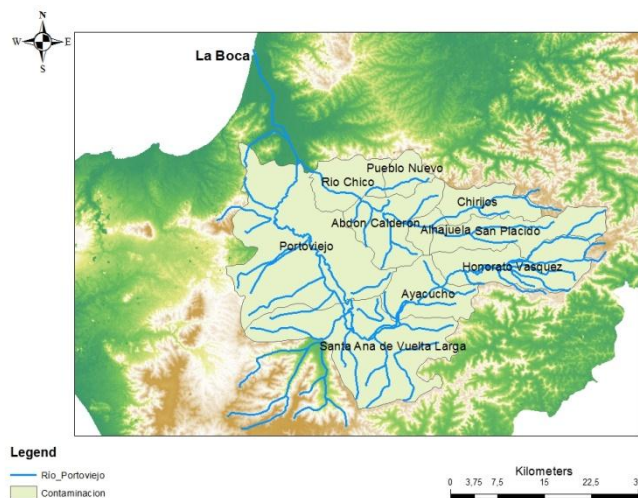 N
W E
S
La Boca
Pueblo Nuevo
Rio Chico
Chirijos
Abdon Calderon
Alhajuela San Placido
Portoviejo
Honorato Vasquez
Ayacucho
Santa Ana de Vuelta Larga
Legend
Río_Portoviejo
Contaminacion
Kilometers
0 3,75 7,5 15 22,5